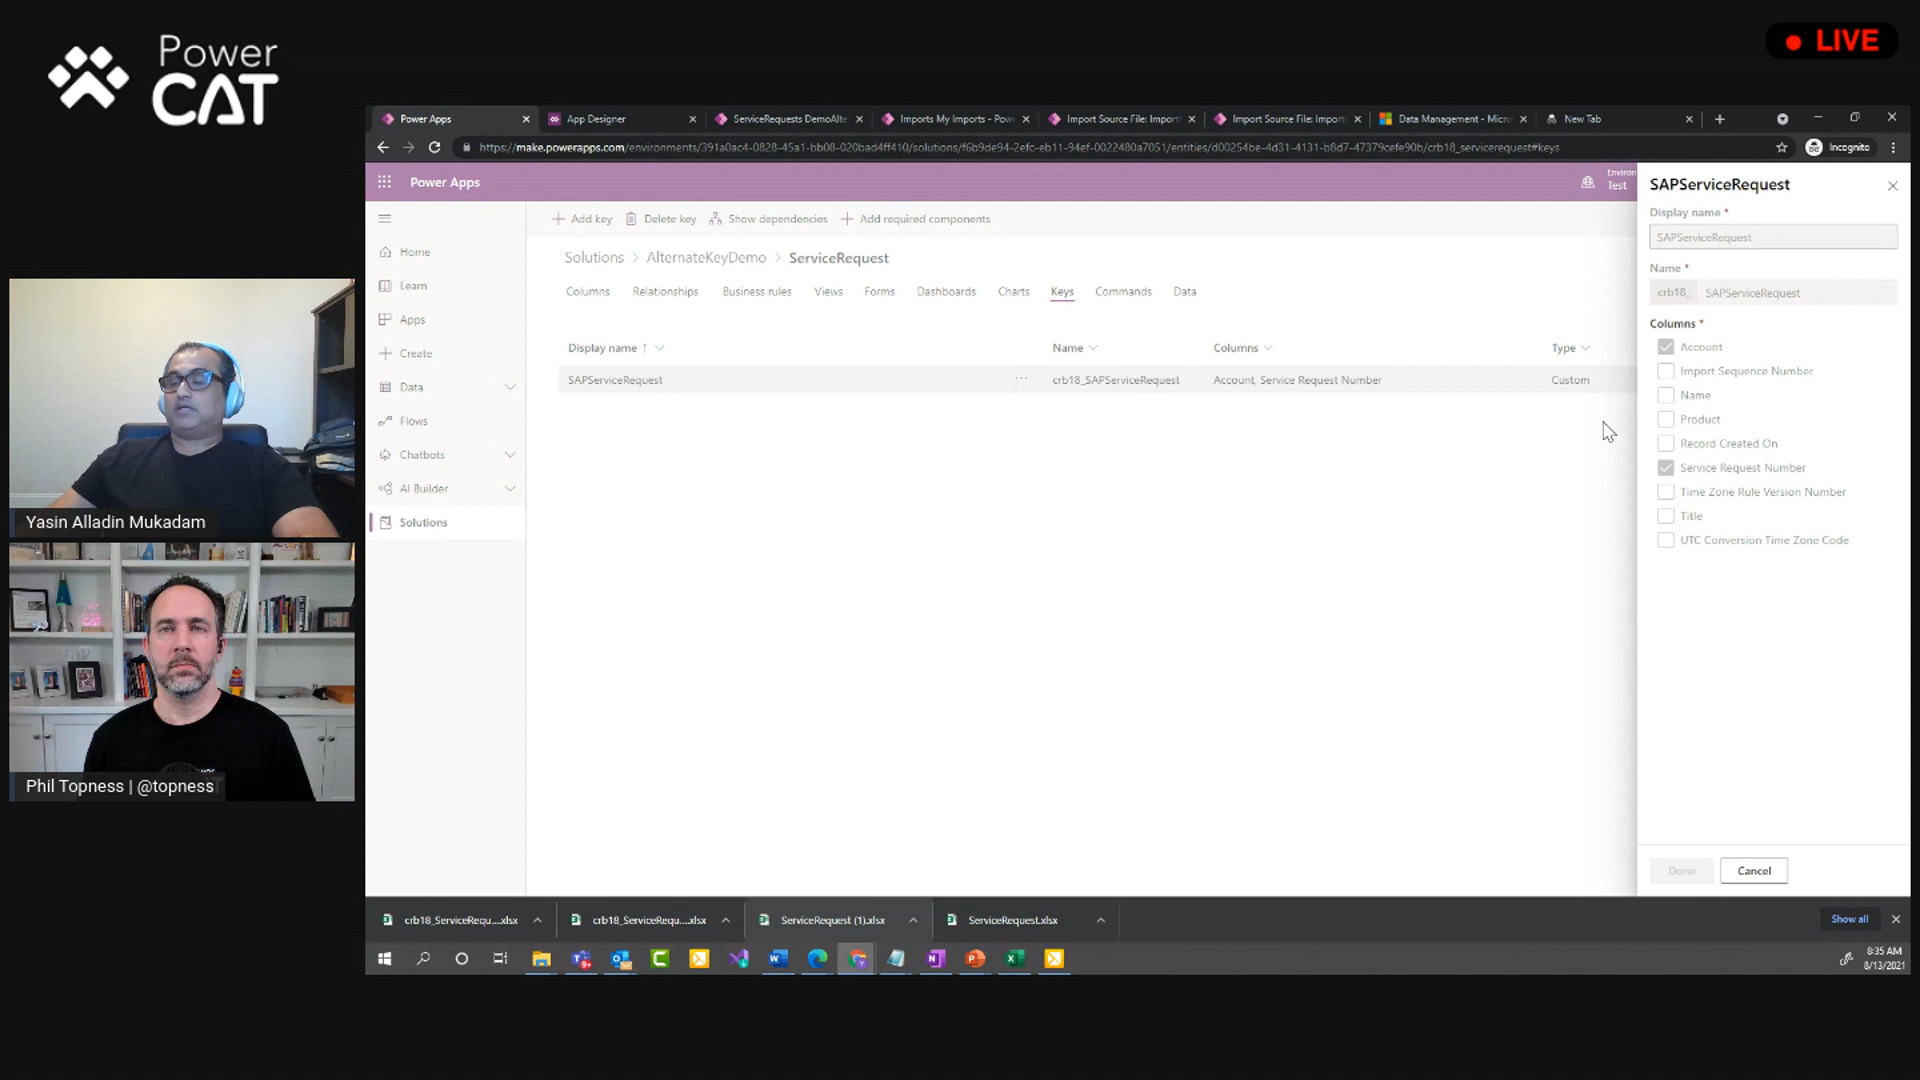 Power
CAT
LIVE
Power Apps
App Designer
ServiceRequests DemoAlte
Imports My Imports - Pow
Import Source File: Import
Import Source File: Import
Data Management - Micro
New Tab
https://make.powerapps.com/environments/391a0ac4-0828-45a1-bb08-020bad4ff410/solutions/f6b9de94-2efc-eb11-94ef-0022480a7051/entities/d00254be-4d31-4131-b8d7-47379cefe90b/crb18_servicerequest#keys
Incognito
Power Apps
Environ
Test
Home
Learn
Apps
Create
Data
Flows
Chatbots
AI Builder
Solutions
Add key
Delete key
Show dependencies
Add required components
Solutions > AlternateKeyDemo > ServiceRequest
Columns Relationships Business rules Views Forms Dashboards Charts Keys Commands Data
Display name ↑ Name Columns Type
SAPServiceRequest ... crb18_SAPServiceRequest Account, Service Request Number Custom
SAPServiceRequest
Display name *
SAPServiceRequest
Name *
crb18_ SAPServiceRequest
Columns *
Account
Import Sequence Number
Name
Product
Record Created On
Service Request Number
Time Zone Rule Version Number
Title
UTC Conversion Time Zone Code
Done
Cancel
Yasin Alladin Mukadam
Phil Topness | @topness
crb18_ServiceRequ....xlsx
crb18_ServiceRequ....xlsx
ServiceRequest (1).xlsx
ServiceRequest.xlsx
Show all
8:35 AM
8/13/2021